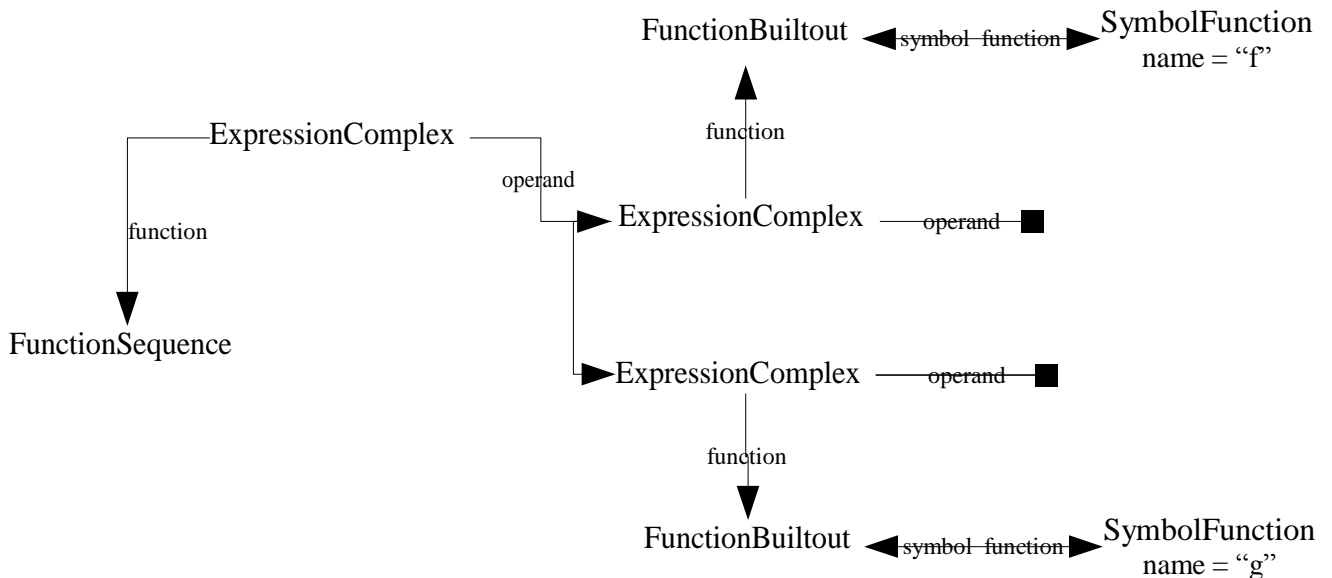 FunctionBuiltout
symbol function
SymbolFunction
name = “f”
function
ExpressionComplex
operand
ExpressionComplex
operand
function
FunctionSequence
ExpressionComplex
operand
function
FunctionBuiltout
symbol function
SymbolFunction
name = “g”